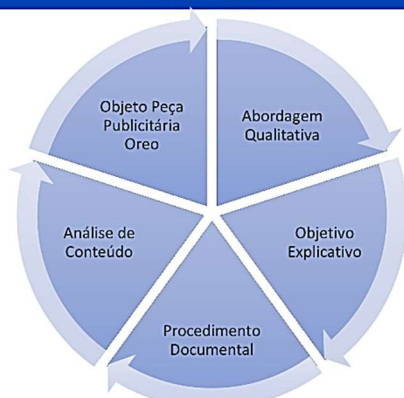 Objeto Peça
Publicitária
Oreo
Abordagem
Qualitativa
Objetivo
Explicativo
Procedimento
Documental
Análise de
Conteúdo